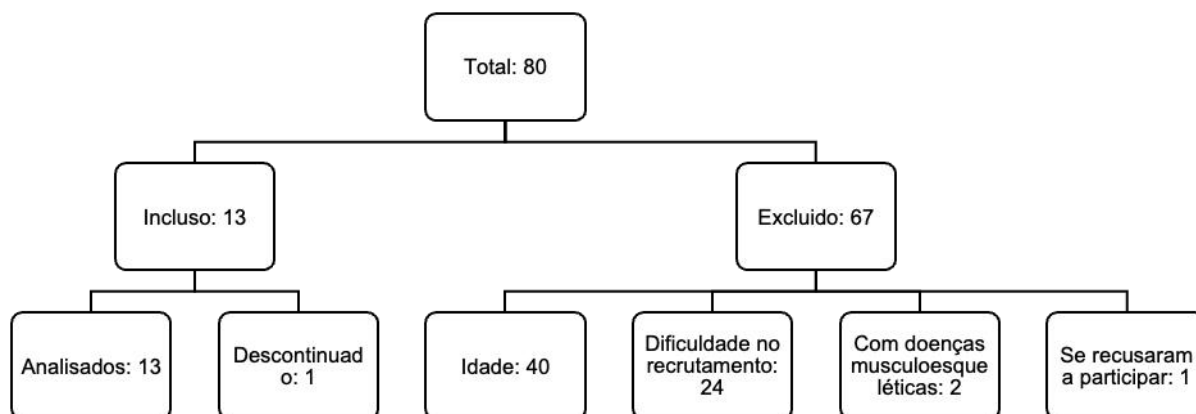 Total: 80
Incluso: 13
Excluido: 67
Analisados: 13
Descontinuad
o: 1
Idade: 40
Dificuldade no
recrutamento:
24
Com doenças
musculoesque
léticas: 2
Se recusaram
a participar: 1